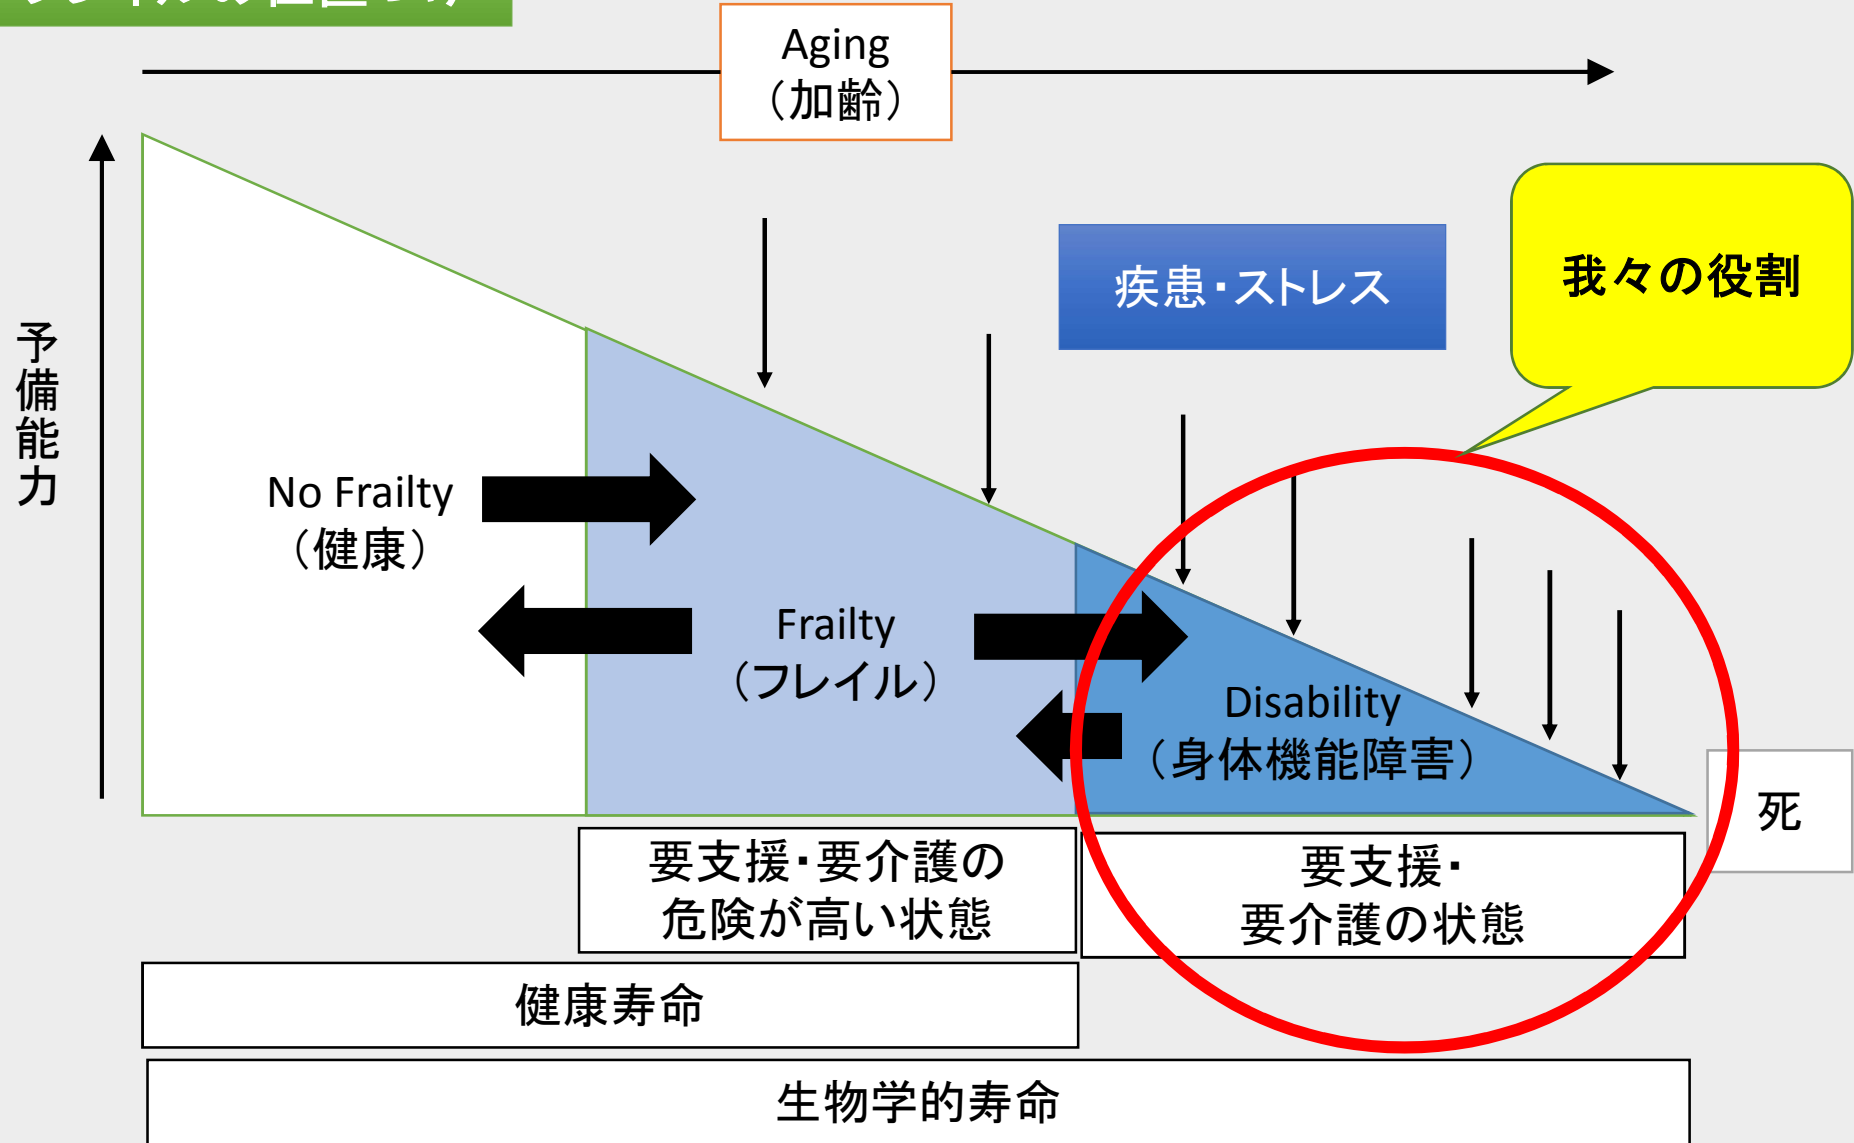 Aging
（加齢）
疾患・ストレス
我々の役割
予備能力
No Frailty
（健康）
Frailty
（フレイル）
Disability
（身体機能障害）
死
要支援・要介護の
危険が高い状態
要支援・
要介護の状態
健康寿命
生物学的寿命